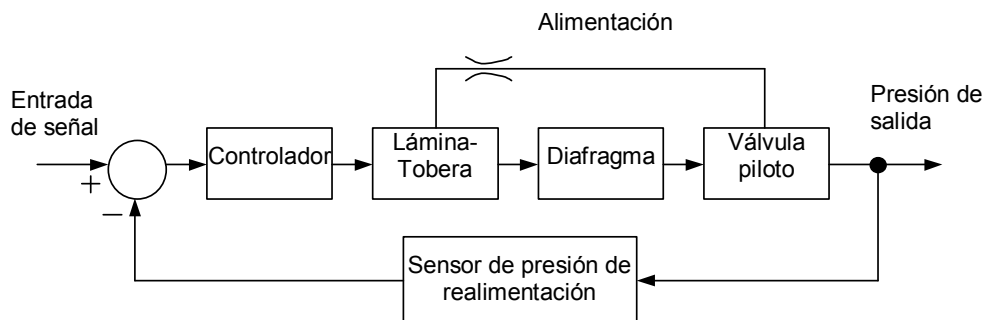 Alimentación
Entrada
de señal
Presión de
salida
Controlador
Lámina-
Tobera
Diafragma
Válvula
piloto
+
−
Sensor de presión de
realimentación